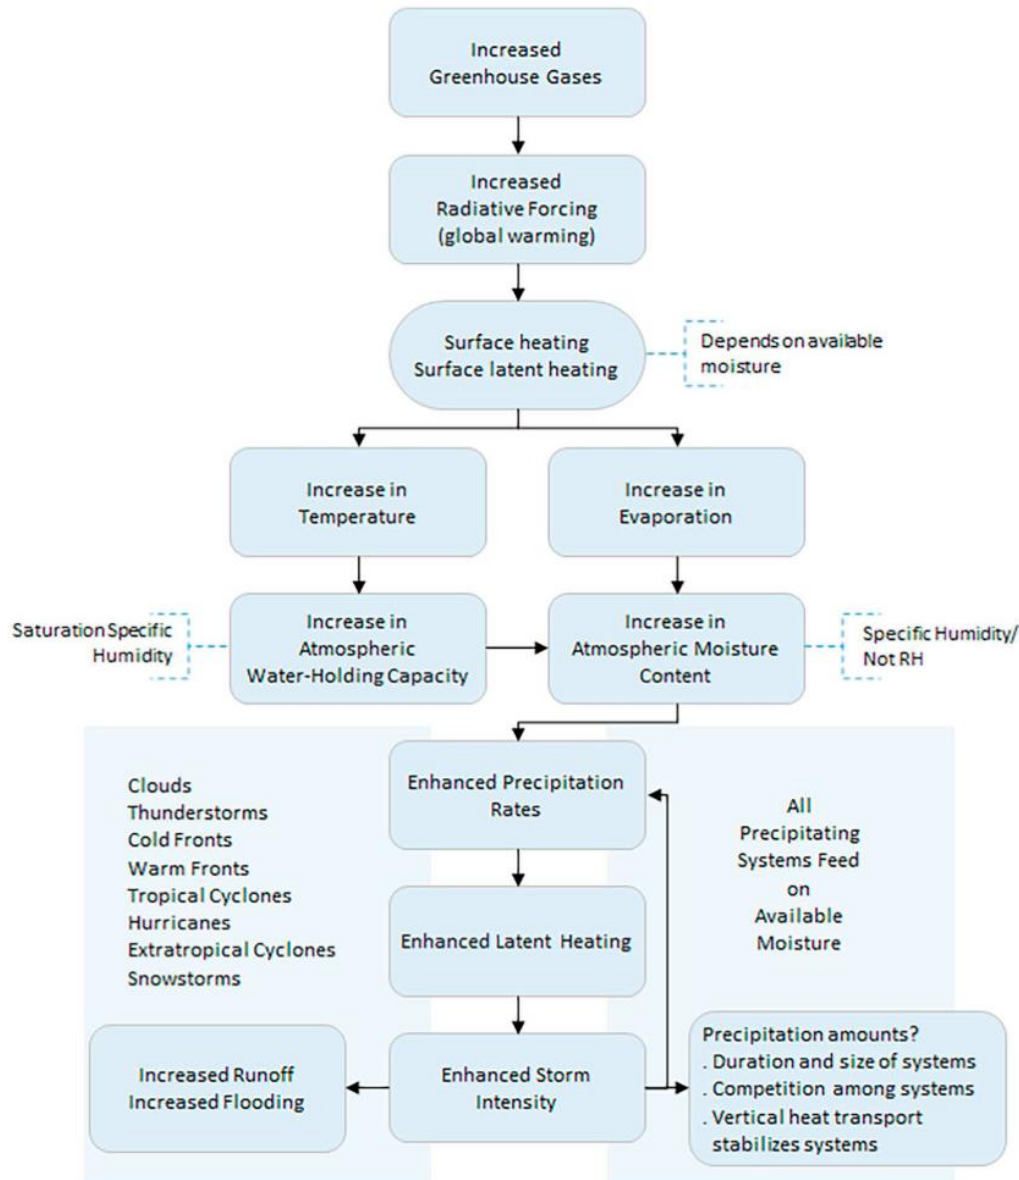 Increased
Greenhouse Gases
Increased
Radiative Forcing
(global warming)
Surface heating
Surface latent heating
Depends on available
moisture
Increase in
Temperature
Increase in
Evaporation
Saturation Specific
Humidity
Increase in
Atmospheric
Water-Holding Capacity
Increase in
Atmospheric Moisture
Content
Specific Humidity/
Not RH
Clouds
Thunderstorms
Cold Fronts
Warm Fronts
Tropical Cyclones
Hurricanes
Extratropical Cyclones
Snowstorms
Enhanced Precipitation
Rates
All
Precipitating
Systems Feed
on
Available
Moisture
Enhanced Latent Heating
Increased Runoff
Increased Flooding
Enhanced Storm
Intensity
Precipitation amounts?
. Duration and size of systems
. Competition among systems
. Vertical heat transport
stabilizes systems